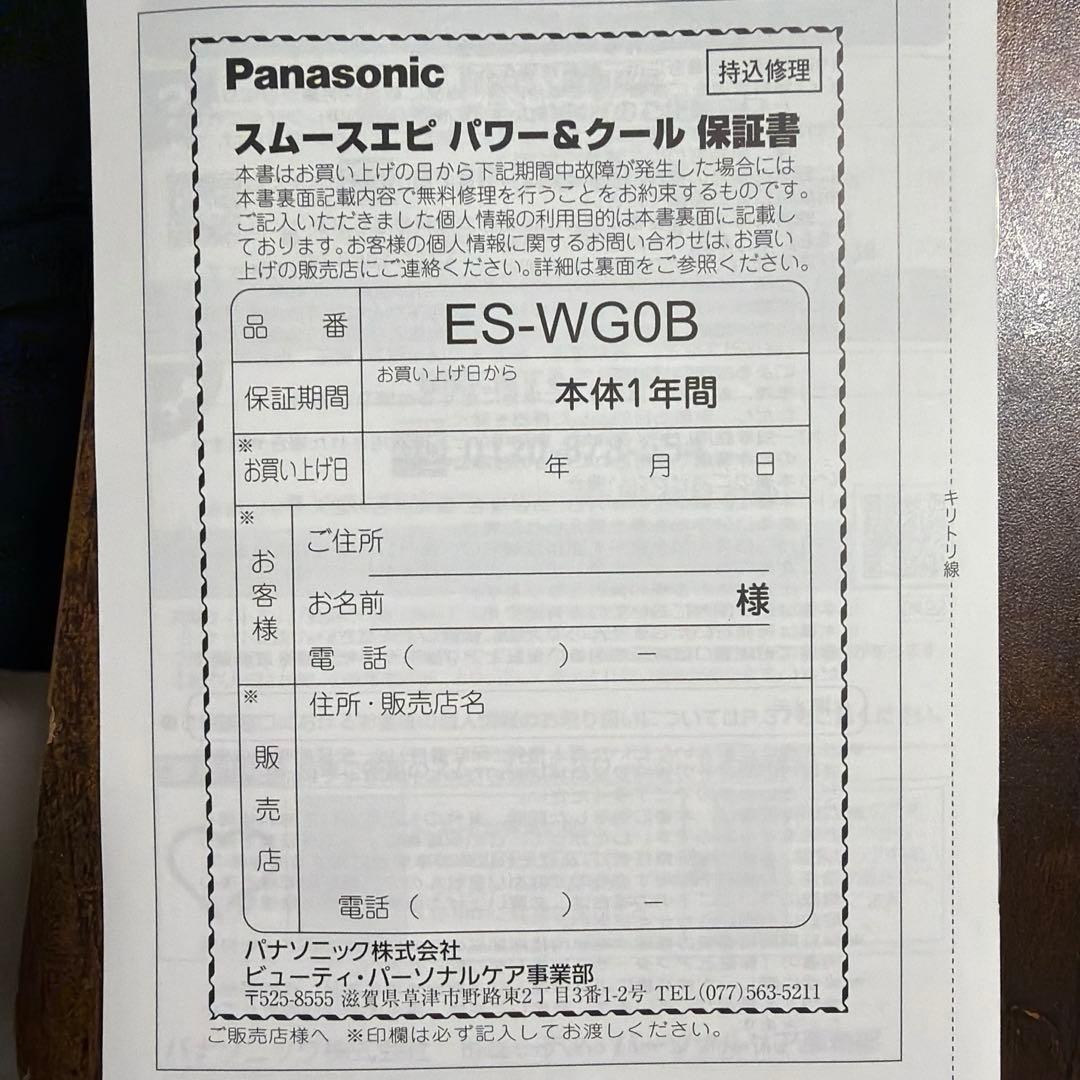 Panasonic
持込修理
スムースエピ パワー&クール 保証書
本書はお買い上げの日から下記期間中故障が発生した場合には
本書裏面記載内容で無料修理を行うことをお約束するものです。
ご記入いただきました個人情報の利用目的は本書裏面に記載し
ております。お客様の個人情報に関するお問い合わせは、お買い
上げの販売店にご連絡ください。詳細は裏面をご参照ください。
品 番 ES-WG0B
保証期間 お買い上げ日から 本体1年間
※
お買い上げ日 年 月 日
※
お客様
ご住所
お名前 様
電 話 ( ) －
※
販売店
住所・販売店名
電話 ( ) －
パナソニック株式会社
ビューティ・パーソナルケア事業部
〒525-8555 滋賀県草津市野路東2丁目3番1-2号 TEL(077)563-5211
ご販売店様へ ※印欄は必ず記入してお渡しください。
キリトリ線